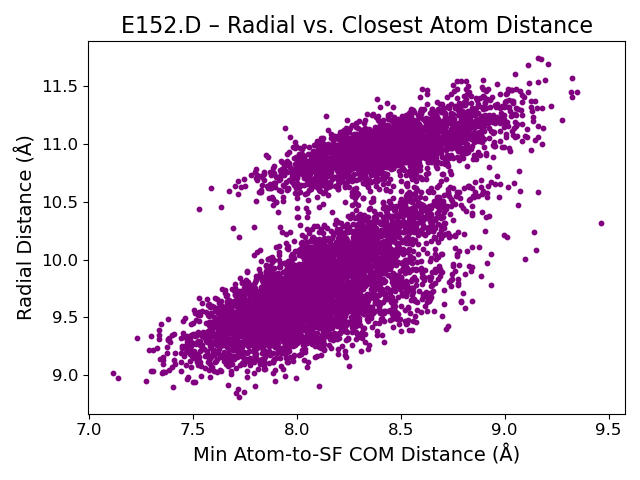 E152.D – Radial vs. Closest Atom Distance
Radial Distance (Å)
11.5
11.0
10.5
10.0
9.5
9.0
7.0 7.5 8.0 8.5 9.0 9.5
Min Atom-to-SF COM Distance (Å)